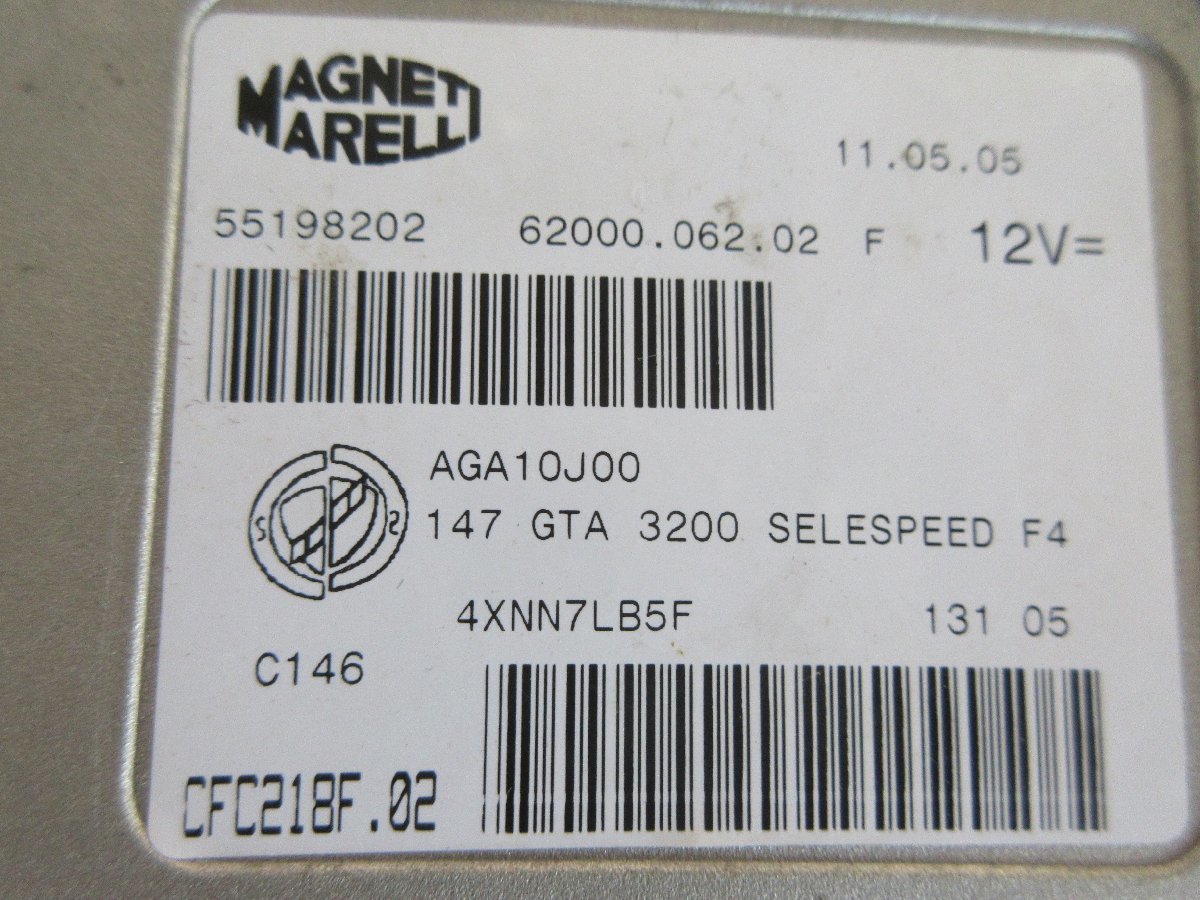 MAGNETI
MARELLI
11.05.05
55198202 62000.062.02 F 12V=
AGA10J00
147 GTA 3200 SELESPEED F4
4XNN7LB5F 131 05
C146
CFC218F.02